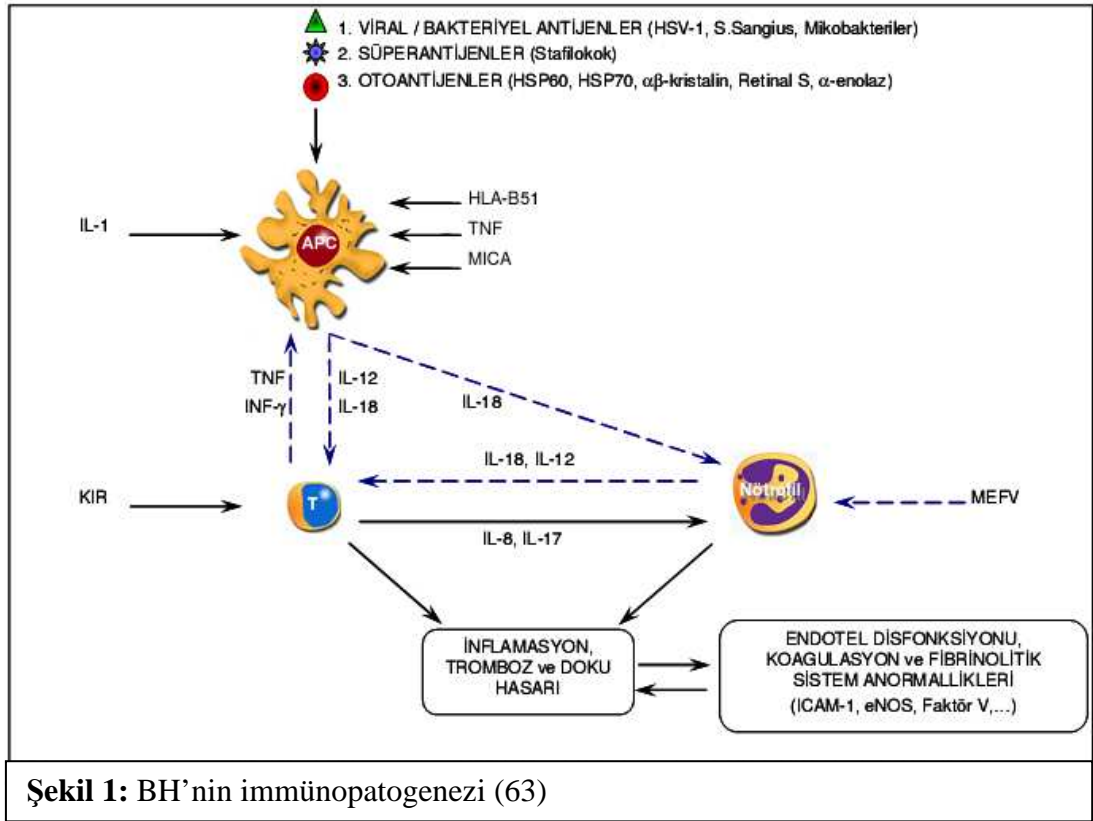 1. VİRAL / BAKTERİYEL ANTİJENLER (HSV-1, S.Sangius, Mikobakteriler)
2. SÜPERANTİJENLER (Stafilokok)
3. OTOANTİJENLER (HSP60, HSP70, αβ-kristalin, Retinal S, α-enolaz)
HLA-B51
IL-1
TNF
APC
MICA
TNF
IL-12
INF-γ
IL-18
IL-18
IL-18, IL-12
KIR
T
Nötrofil
MEFV
IL-8, IL-17
İNFLAMASYON,
TROMBOZ ve DOKU
HASARI
ENDOTEL DİSFONKSİYONU,
KOAGULASYON ve FİBRİNOLİTİK
SİSTEM ANORMALLİKLERİ
(ICAM-1, eNOS, Faktör V,...)
Şekil 1: BH’nin immünopatogenezi (63)